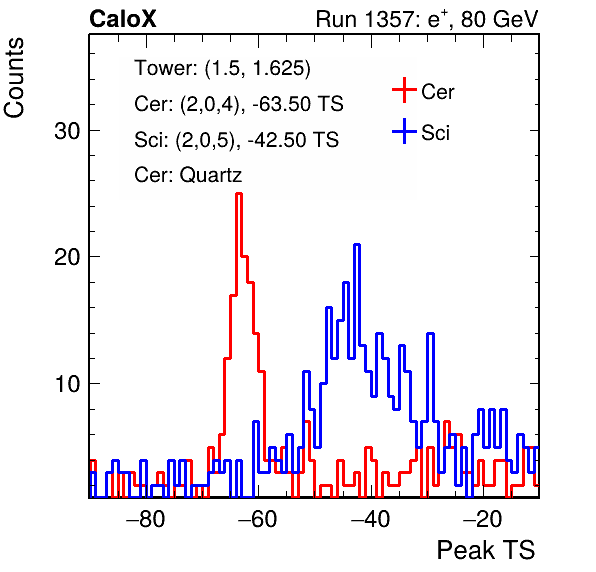 CaloX Run 1357: e⁺, 80 GeV
Counts
Tower: (1.5, 1.625)
Cer: (2,0,4), -63.50 TS
Sci: (2,0,5), -42.50 TS
Cer: Quartz
Cer
Sci
30
20
10
−80 −60 −40 −20
Peak TS